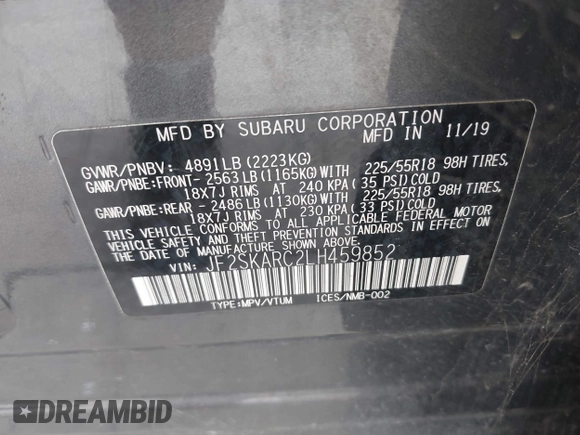 MFD BY SUBARU CORPORATION
MFD IN 11/19
GVWR/PNBV: 4891LB(2223KG)
GAWR/PNBE:FRONT-2563LB(1165KG)WITH 225/55R18 98H TIRES,
18X7J RIMS AT 240 KPA(35 PSI)COLD
GAWR/PNBE:REAR-2486LB(1130KG)WITH 225/55R18 98H TIRES,
18X7J RIMS AT 230 KPA(33 PSI)COLD
THIS VEHICLE CONFORMS TO ALL APPLICABLE FEDERAL MOTOR
VEHICLE SAFETY AND THEFT PREVENTION STANDARDS IN EFFECT ON
THE DATE OF MANUFACTURE SHOWN ABOVE.
VIN: JF2SKARC2LH459852
TYPE:MPV/VTUM ICES/NMB-002
DREAMBID